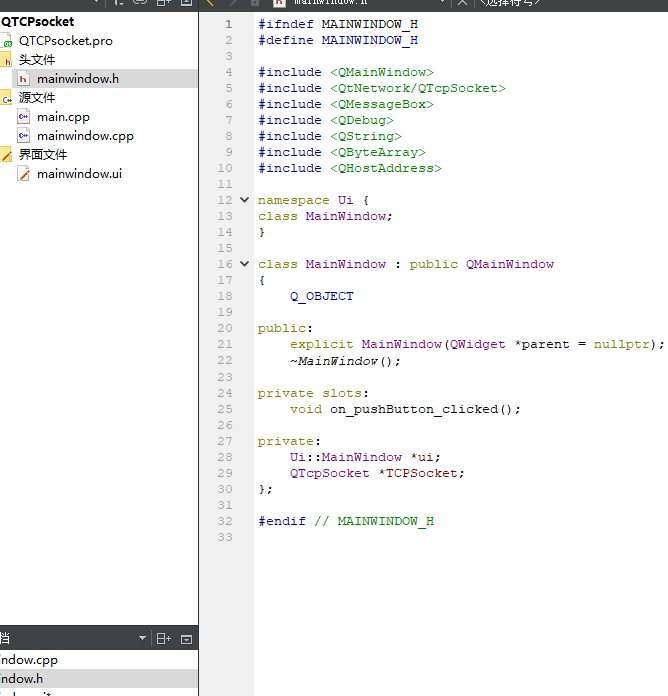 mainwindow.h
<选择符号>
QTCPsocket
QTCPsocket.pro
头文件
mainwindow.h
源文件
main.cpp
mainwindow.cpp
界面文件
mainwindow.ui
1 #ifndef MAINWINDOW_H
2 #define MAINWINDOW_H
3
4 #include <QMainWindow>
5 #include <QtNetwork/QTcpSocket>
6 #include <QMessageBox>
7 #include <QDebug>
8 #include <QString>
9 #include <QByteArray>
10 #include <QHostAddress>
11
12 namespace Ui {
13 class MainWindow;
14 }
15
16 class MainWindow : public QMainWindow
17 {
18 Q_OBJECT
19
20 public:
21 explicit MainWindow(QWidget *parent = nullptr);
22 ~MainWindow();
23
24 private slots:
25 void on_pushButton_clicked();
26
27 private:
28 Ui::MainWindow *ui;
29 QTcpSocket *TCPSocket;
30 };
31
32 #endif // MAINWINDOW_H
33
档
indow.cpp
indow.h